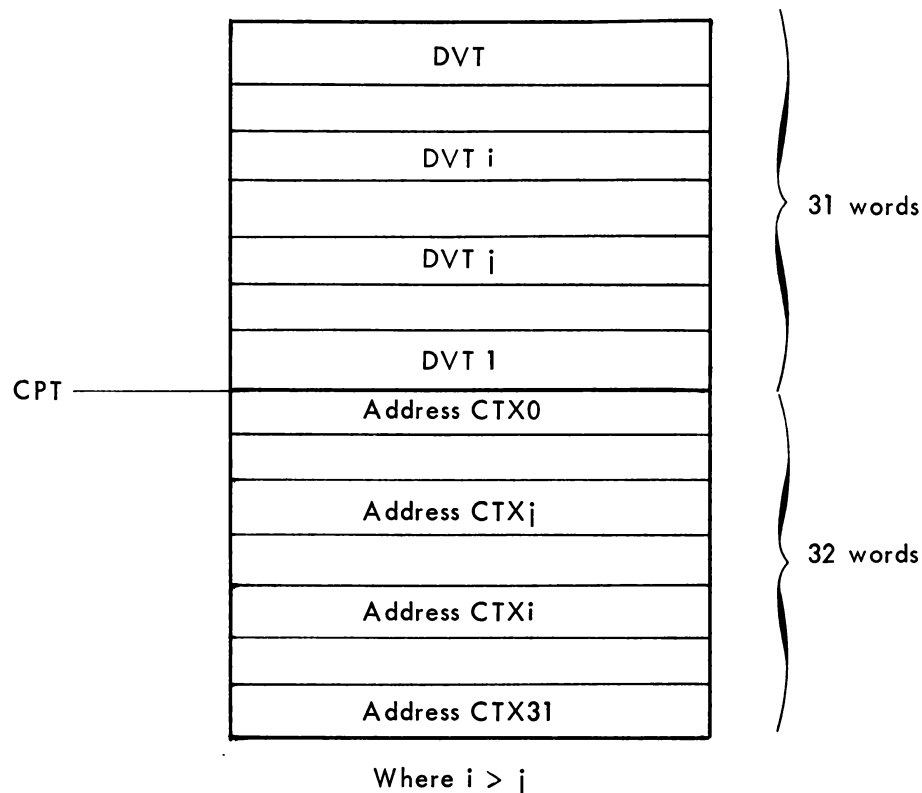 DVT
DVT i
31 words
DVT j
DVT 1
CPT
Address CTX0
Address CTXj
32 words
Address CTXi
Address CTX31
Where i > j